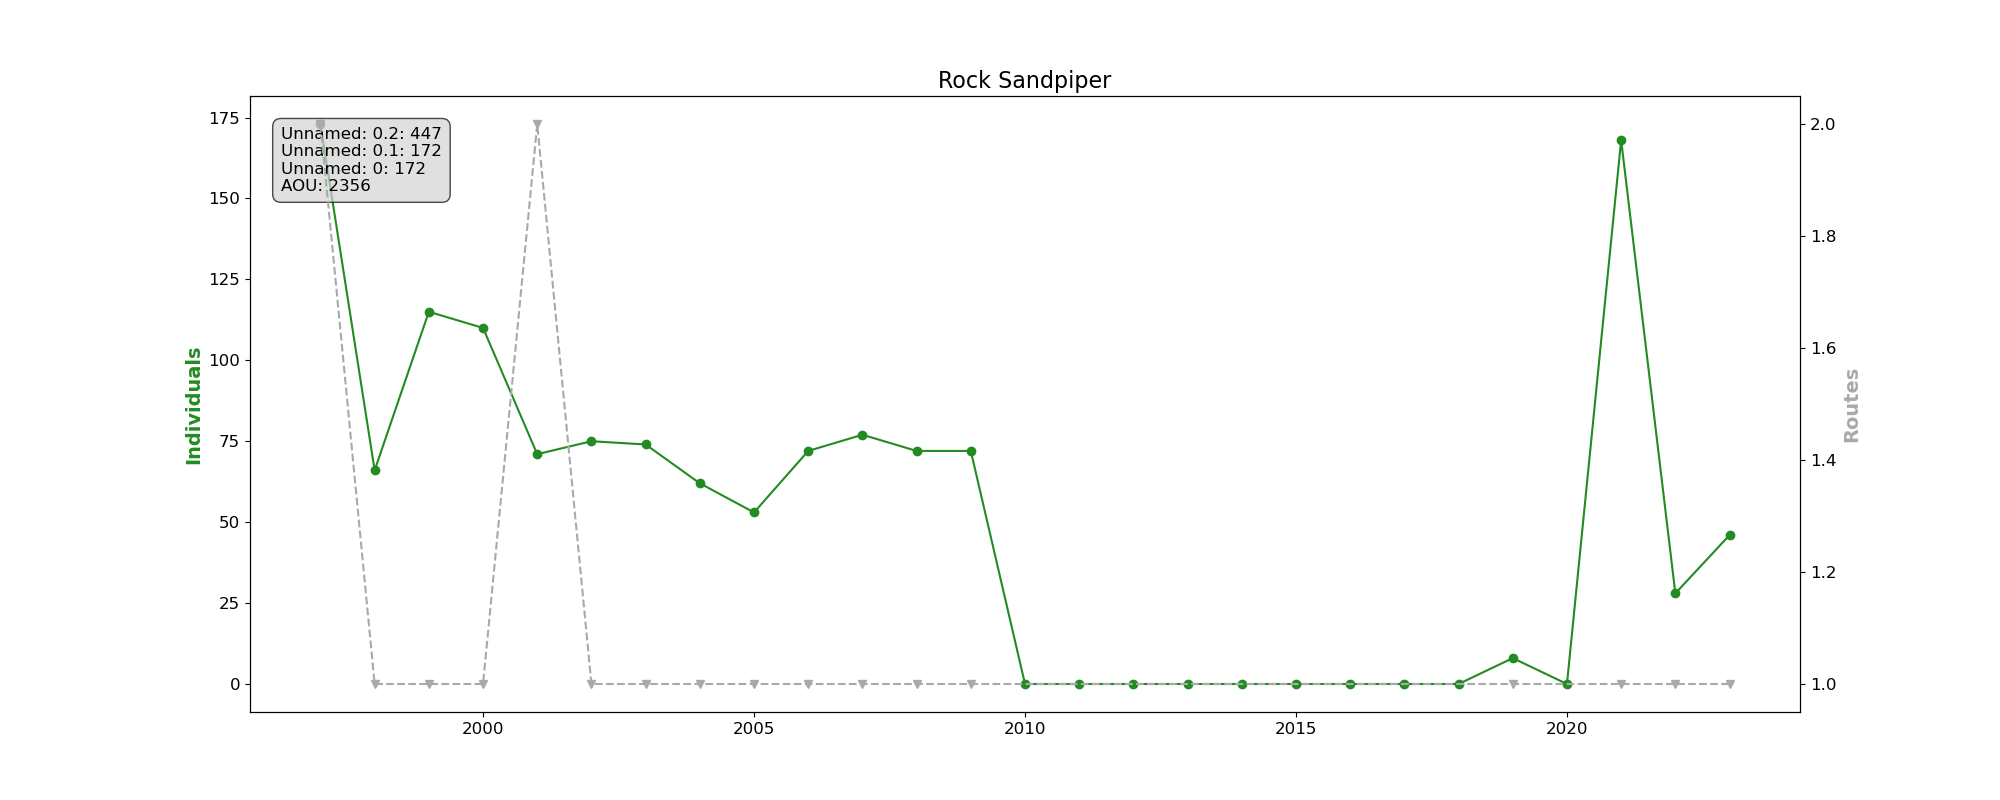 Rock Sandpiper
Unnamed: 0.2: 447
Unnamed: 0.1: 172
Unnamed: 0: 172
AOU: 2356
Individuals
175
150
125
100
75
50
25
0
2000
2005
2010
2015
2020
2.0
1.8
1.6
1.4
1.2
1.0
Routes